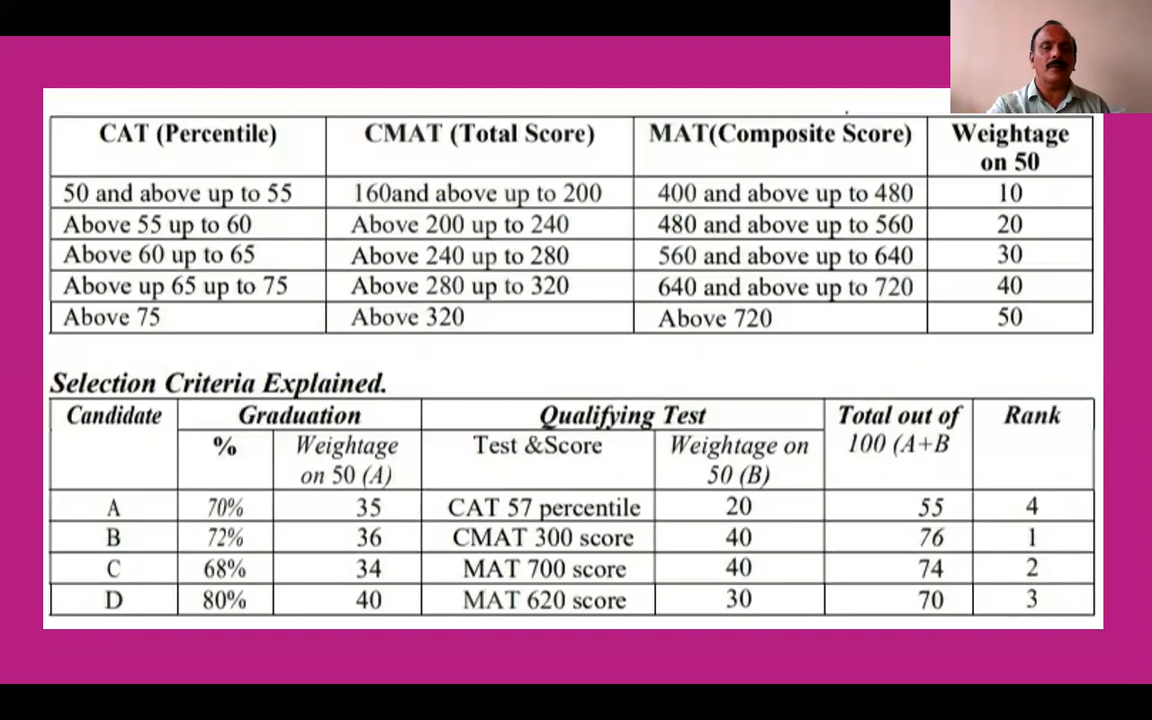 CAT (Percentile) CMAT (Total Score) MAT(Composite Score) Weightage
on 50
50 and above up to 55 160and above up to 200 400 and above up to 480 10
Above 55 up to 60 Above 200 up to 240 480 and above up to 560 20
Above 60 up to 65 Above 240 up to 280 560 and above up to 640 30
Above up 65 up to 75 Above 280 up to 320 640 and above up to 720 40
Above 75 Above 320 Above 720 50
Selection Criteria Explained.
Candidate Graduation Qualifying Test Total out of Rank
% Weightage Test &Score Weightage on 100 (A+B
on 50 (A) 50 (B)
A 70% 35 CAT 57 percentile 20 55 4
B 72% 36 CMAT 300 score 40 76 1
C 68% 34 MAT 700 score 40 74 2
D 80% 40 MAT 620 score 30 70 3